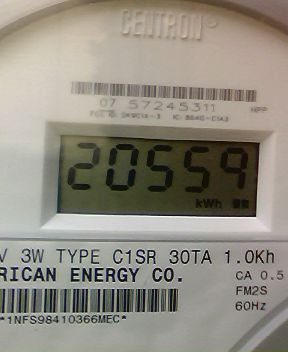 CENTRON®
07 57245311 HPP
20559
kWh
V 3W TYPE C1SR 30TA 1.0Kh
RICAN ENERGY CO. CA 0.5
FM2S
60Hz
*1NFS98410366MEC*